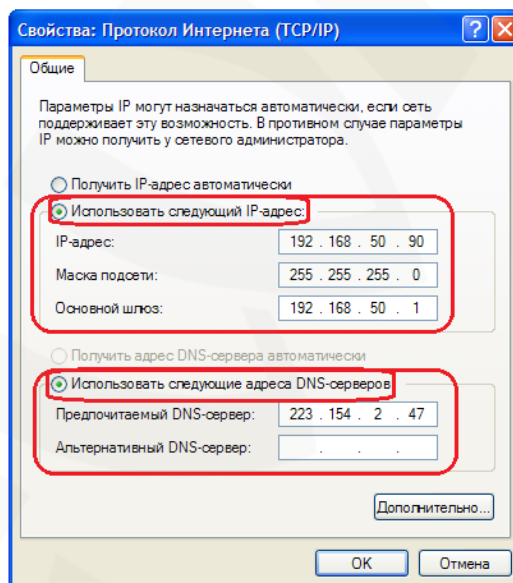 Свойства: Протокол Интернета (TCP/IP)
Общие
Параметры IP могут назначаться автоматически, если сеть
поддерживает эту возможность. В противном случае параметры
IP можно получить у сетевого администратора.
Получить IP-адрес автоматически
Использовать следующий IP-адрес:
IP-адрес: 192 . 168 . 50 . 90
Маска подсети: 255 . 255 . 255 . 0
Основной шлюз: 192 . 168 . 50 . 1
Получить адрес DNS-сервера автоматически
Использовать следующие адреса DNS-серверов
Предпочитаемый DNS-сервер: 223 . 154 . 2 . 47
Альтернативный DNS-сервер: . . .
Дополнительно...
OK Отмена